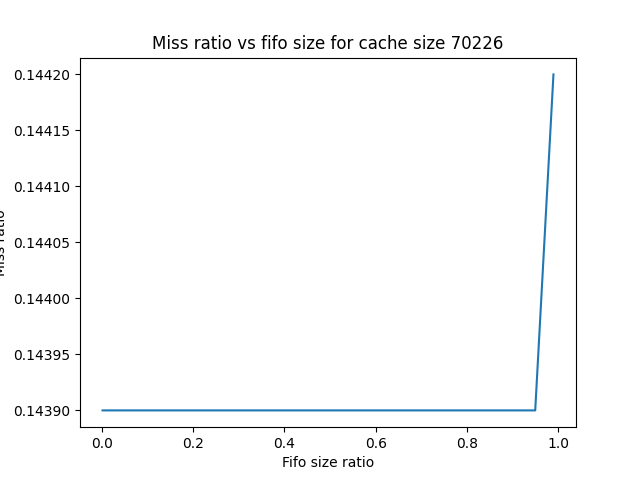 Miss ratio vs fifo size for cache size 70226
0.14420
0.14415
0.14410
0.14405
0.14400
0.14395
0.14390
Miss ratio
0.0 0.2 0.4 0.6 0.8 1.0
Fifo size ratio